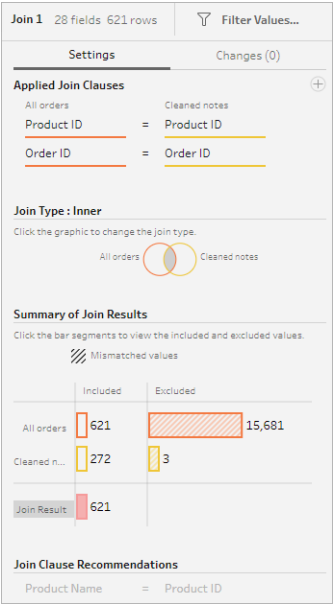 Join 1 28 fields 621 rows Filter Values...
Settings Changes (0)
Applied Join Clauses
All orders Cleaned notes
Product ID = Product ID
Order ID = Order ID
Join Type : Inner
Click the graphic to change the join type.
All orders Cleaned notes
Summary of Join Results
Click the bar segments to view the included and excluded values.
Mismatched values
Included Excluded
All orders 621 15,681
Cleaned n... 272 3
Join Result 621
Join Clause Recommendations
Product Name = Product ID